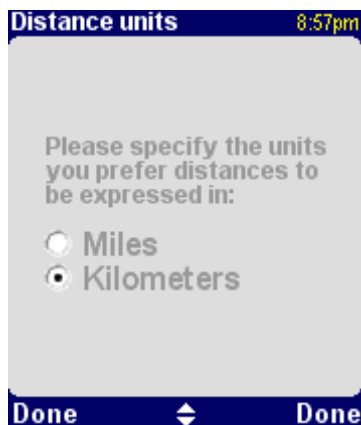 Distance units 8:57pm
Please specify the units
you prefer distances to
be expressed in:
Miles
Kilometers
Done Done